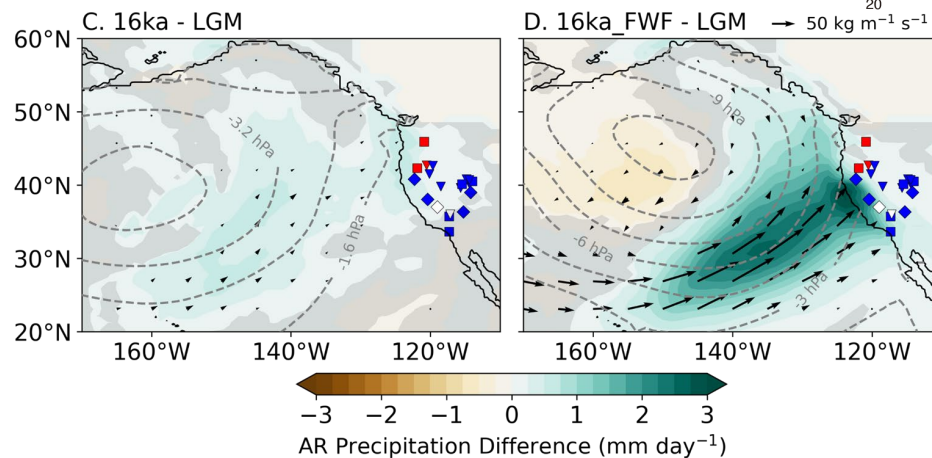 20
C. 16ka - LGM
D. 16ka_FWF - LGM
50 kg m⁻¹ s⁻¹
60°N
50°N
40°N
30°N
20°N
-3.2 hPa
-1.6 hPa
-9 hPa
-6 hPa
-3 hPa
160°W 140°W 120°W
160°W 140°W 120°W
−3 −2 −1 0 1 2 3
AR Precipitation Difference (mm day⁻¹)